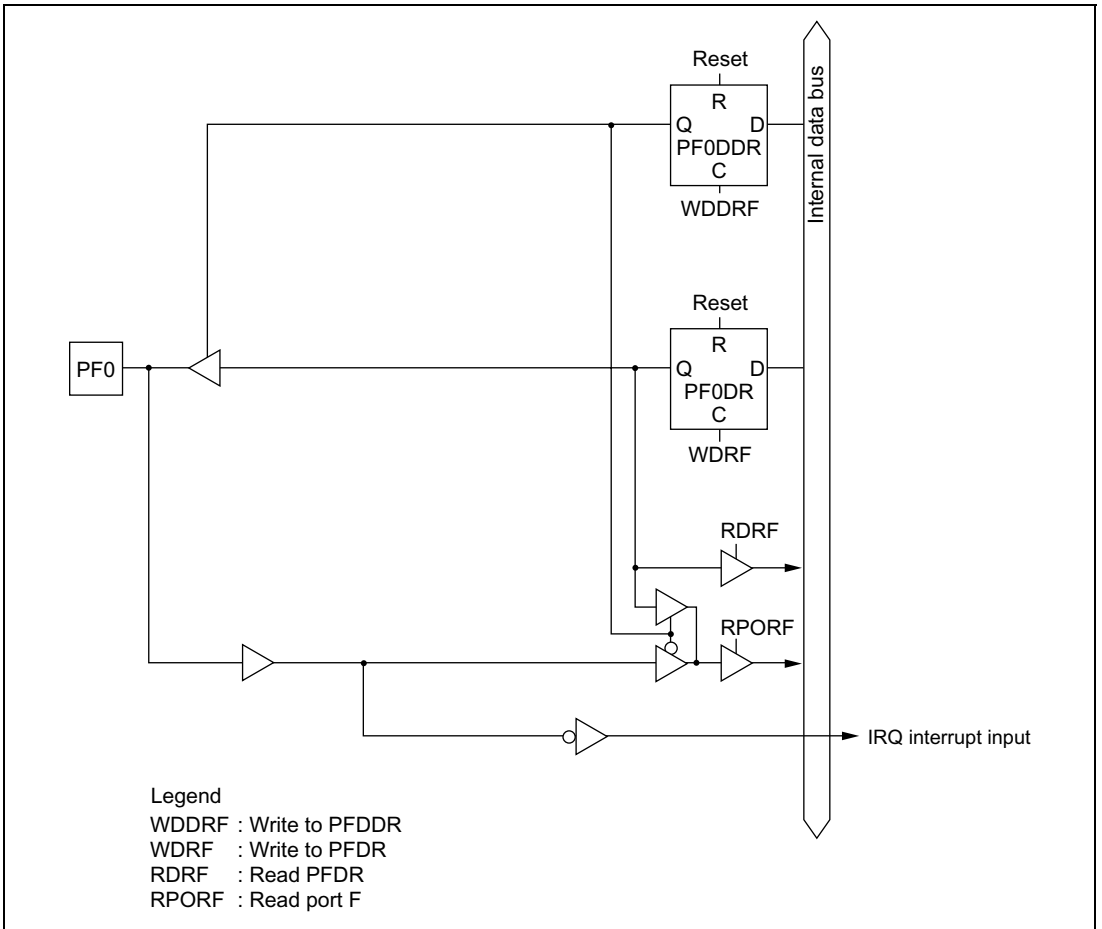 Reset
R
Q D
PF0DDR
C
WDDRF
Internal data bus
Reset
R
PF0
Q D
PF0DR
C
WDRF
RDRF
RPORF
IRQ interrupt input
Legend
WDDRF : Write to PFDDR
WDRF : Write to PFDR
RDRF : Read PFDR
RPORF : Read port F